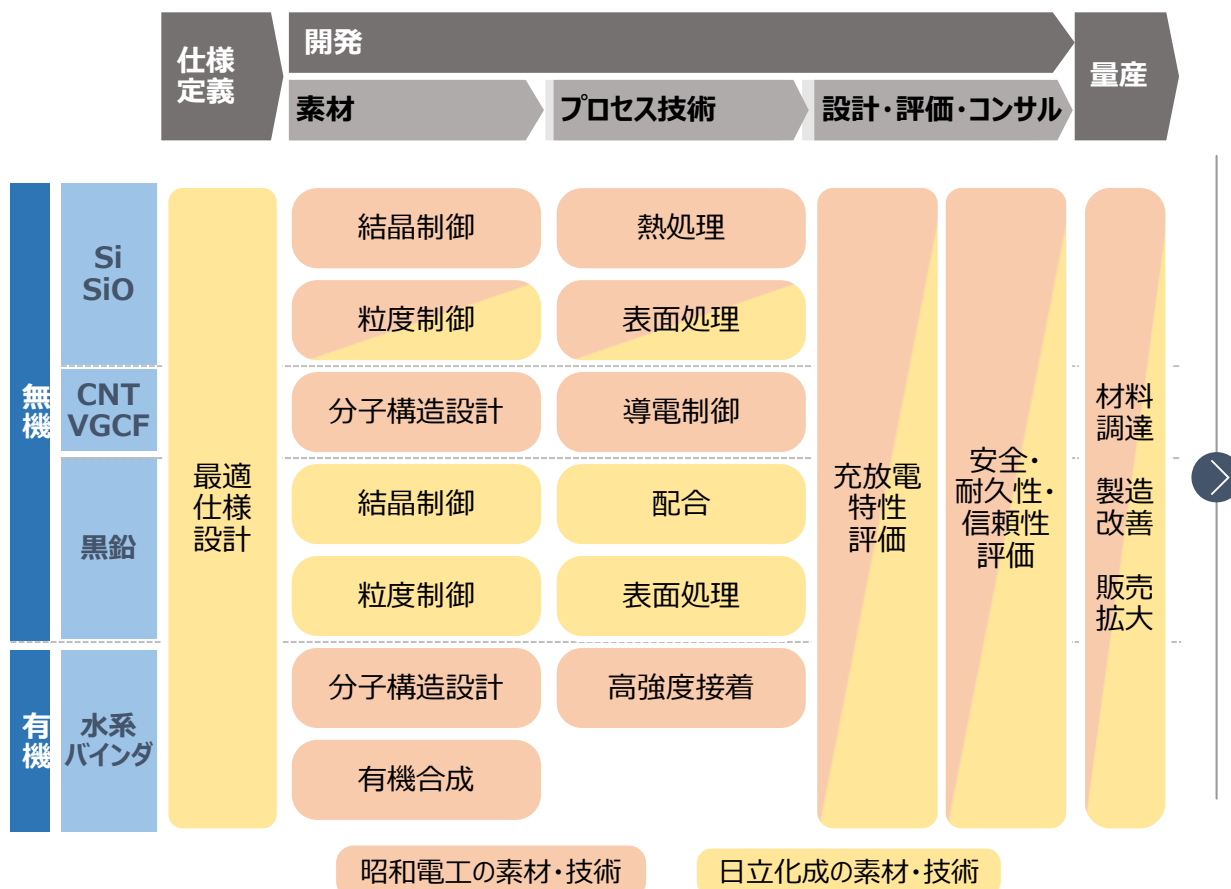 仕様
定義
開発
素材
プロセス技術
設計・評価・コンサル
量産
無
機
Si
SiO
CNT
VGCF
黒鉛
有
機
水系
バインダ
最適
仕様
設計
結晶制御
熱処理
粒度制御
表面処理
分子構造設計
導電制御
結晶制御
配合
粒度制御
表面処理
分子構造設計
高強度接着
有機合成
充放電
特性
評価
安全・
耐久性・
信頼性
評価
材料
調達
製造
改善
販売
拡大
昭和電工の素材・技術
日立化成の素材・技術